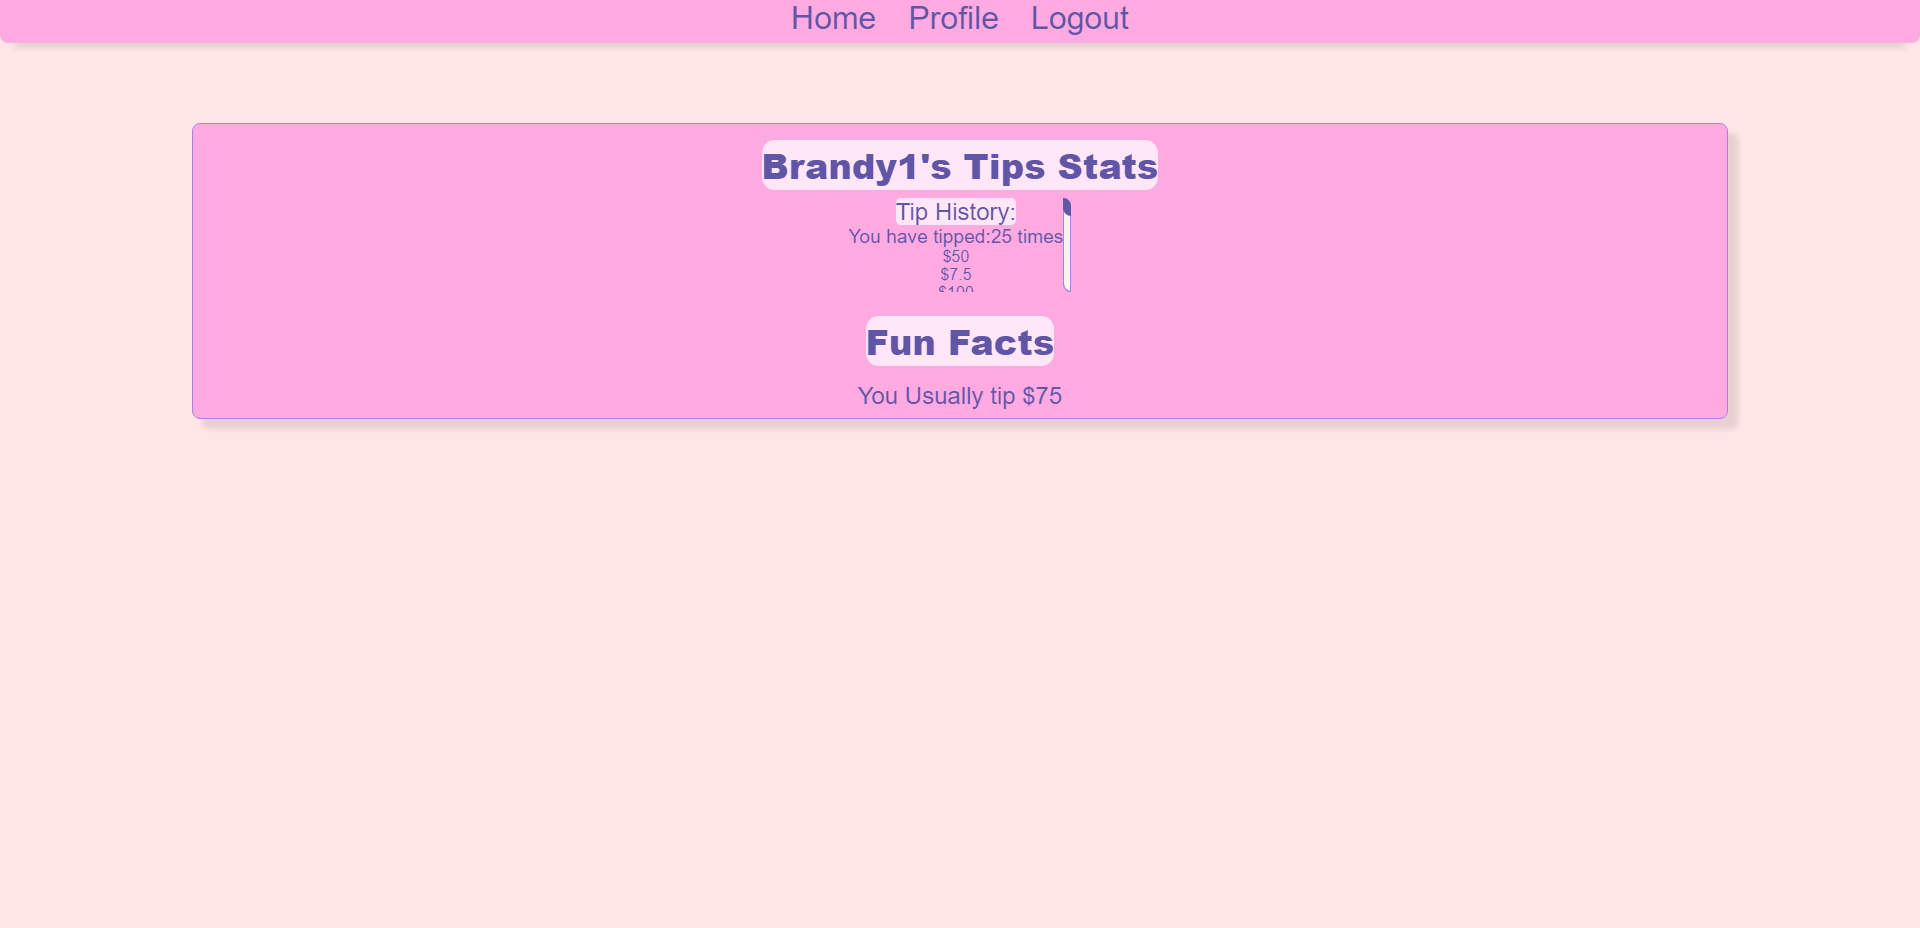 Home Profile Logout
Brandy1's Tips Stats
Tip History:
You have tipped:25 times
$50
$7.5
$100
Fun Facts
You Usually tip $75